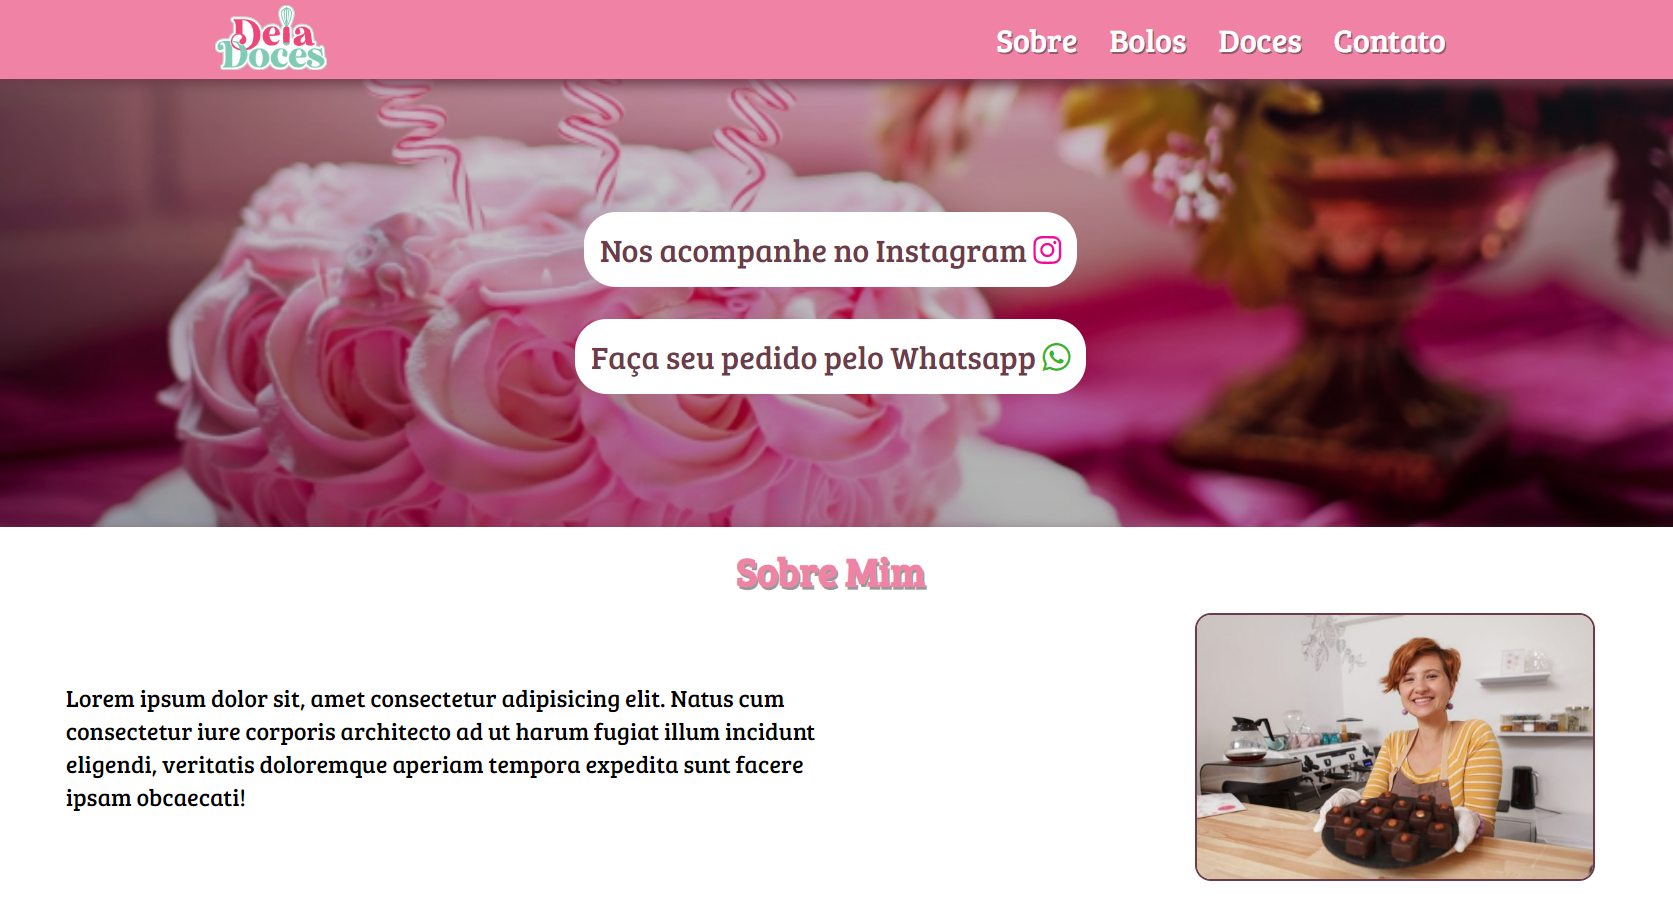 Deia
Doces
Sobre Bolos Doces Contato
Nos acompanhe no Instagram
Faça seu pedido pelo Whatsapp
Sobre Mim
Lorem ipsum dolor sit, amet consectetur adipisicing elit. Natus cum
consectetur iure corporis architecto ad ut harum fugiat illum incidunt
eligendi, veritatis doloremque aperiam tempora expedita sunt facere
ipsam obcaecati!